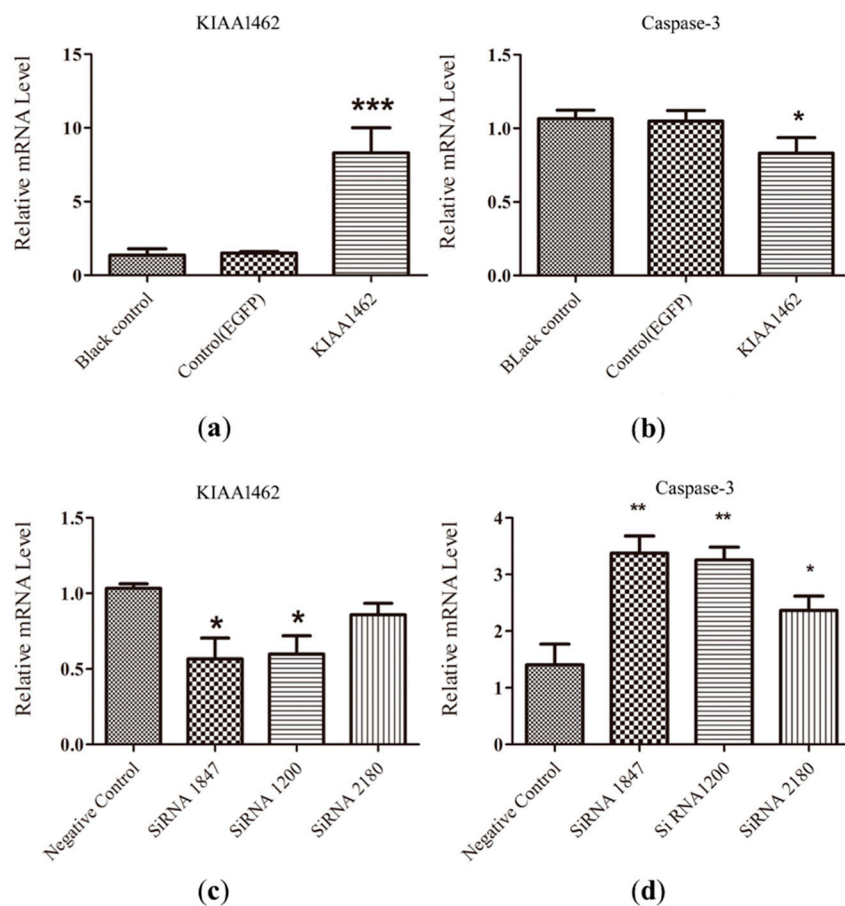 KIAA1462
Relative mRNA Level
15
10
5
0
***
Black control
Control(EGFP)
KIAA1462
(a)
Caspase-3
Relative mRNA Level
1.5
1.0
0.5
0.0
*
BLack control
Control(EGFP)
KIAA1462
(b)
KIAA1462
Relative mRNA Level
1.5
1.0
0.5
0.0
*
*
Negative Control
SiRNA 1847
SiRNA 1200
SiRNA 2180
(c)
Caspase-3
Relative mRNA Level
4
3
2
1
0
**
**
*
Negative Control
SiRNA 1847
Si RNA1200
SiRNA 2180
(d)